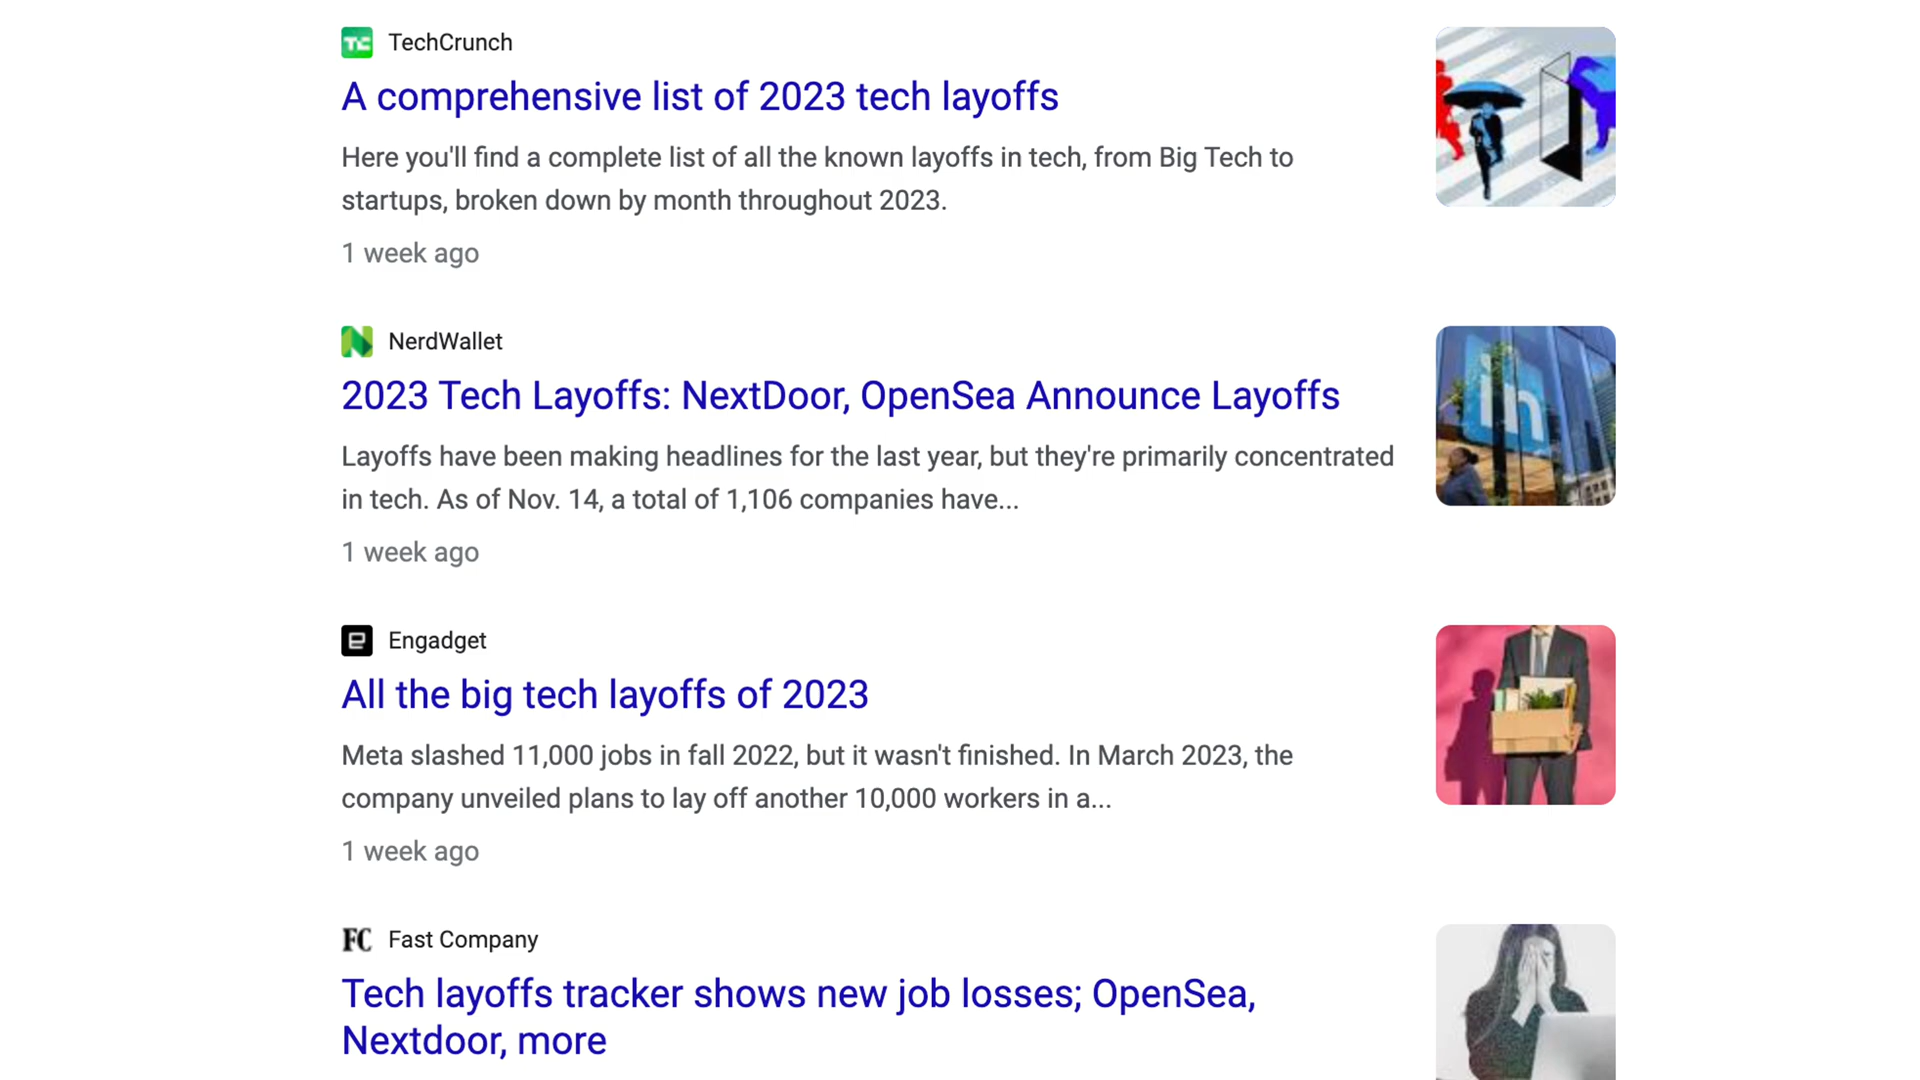 TC TechCrunch
A comprehensive list of 2023 tech layoffs
Here you'll find a complete list of all the known layoffs in tech, from Big Tech to
startups, broken down by month throughout 2023.
1 week ago
NerdWallet
2023 Tech Layoffs: NextDoor, OpenSea Announce Layoffs
Layoffs have been making headlines for the last year, but they're primarily concentrated
in tech. As of Nov. 14, a total of 1,106 companies have...
1 week ago
in
Engadget
All the big tech layoffs of 2023
Meta slashed 11,000 jobs in fall 2022, but it wasn't finished. In March 2023, the
company unveiled plans to lay off another 10,000 workers in a...
1 week ago
FC Fast Company
Tech layoffs tracker shows new job losses; OpenSea,
Nextdoor, more